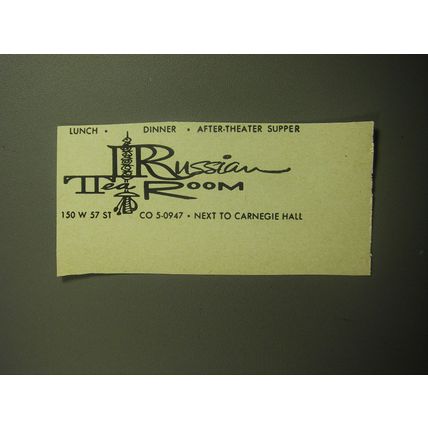 LUNCH • DINNER • AFTER-THEATER SUPPER
Russian
Tea Room
150 W 57 ST CO 5-0947 • NEXT TO CARNEGIE HALL